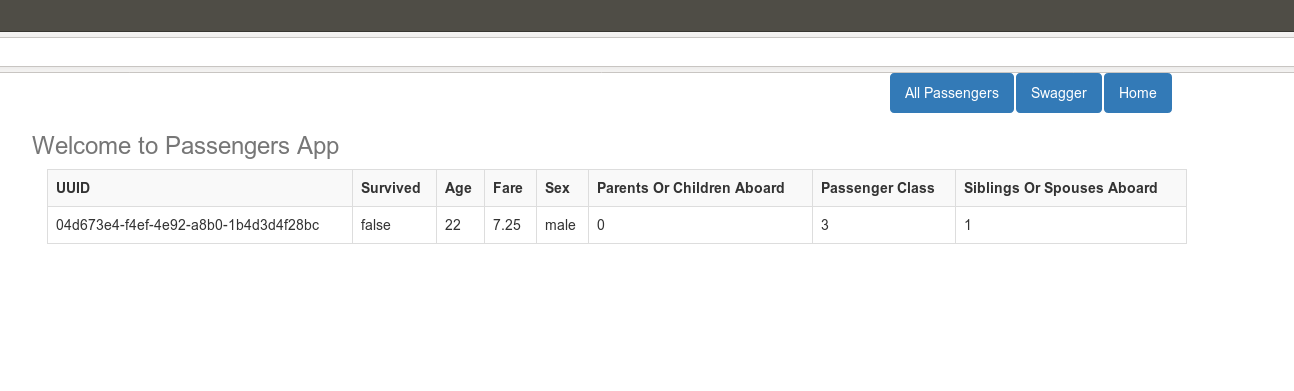 All Passengers Swagger Home
Welcome to Passengers App
UUID Survived Age Fare Sex Parents Or Children Aboard Passenger Class Siblings Or Spouses Aboard
04d673e4-f4ef-4e92-a8b0-1b4d3d4f28bc false 22 7.25 male 0 3 1